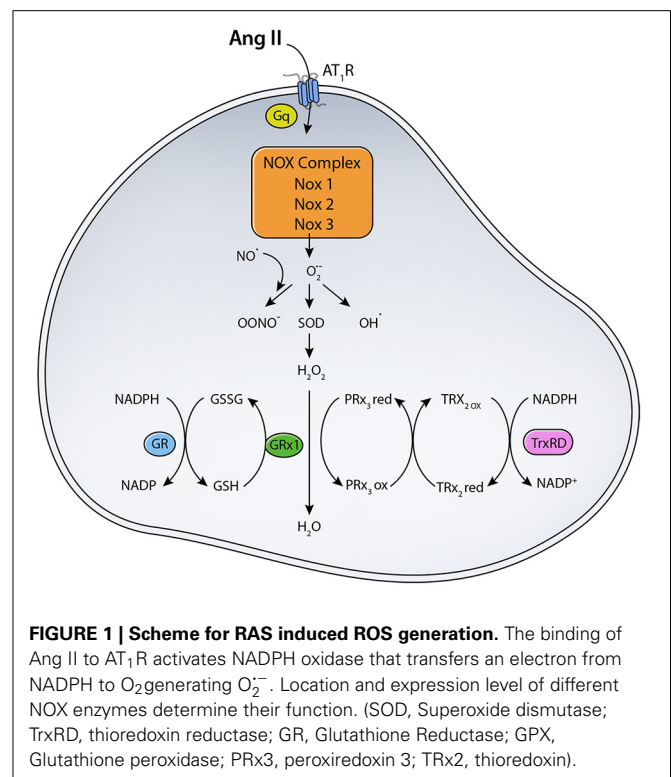 Ang II
AT₁R
Gq
NOX Complex
Nox 1
Nox 2
Nox 3
NO˙
O₂˙⁻
OONO⁻ SOD OH˙
H₂O₂
NADPH GSSG PRx₃ red TRX₂ ox NADPH
GR GRx1 TrxRD
NADP GSH PRx₃ ox TRx₂ red NADP⁺
H₂O
FIGURE 1 | Scheme for RAS induced ROS generation. The binding of
Ang II to AT₁R activates NADPH oxidase that transfers an electron from
NADPH to O₂generating O₂˙⁻. Location and expression level of different
NOX enzymes determine their function. (SOD, Superoxide dismutase;
TrxRD, thioredoxin reductase; GR, Glutathione Reductase; GPX,
Glutathione peroxidase; PRx3, peroxiredoxin 3; TRx2, thioredoxin).